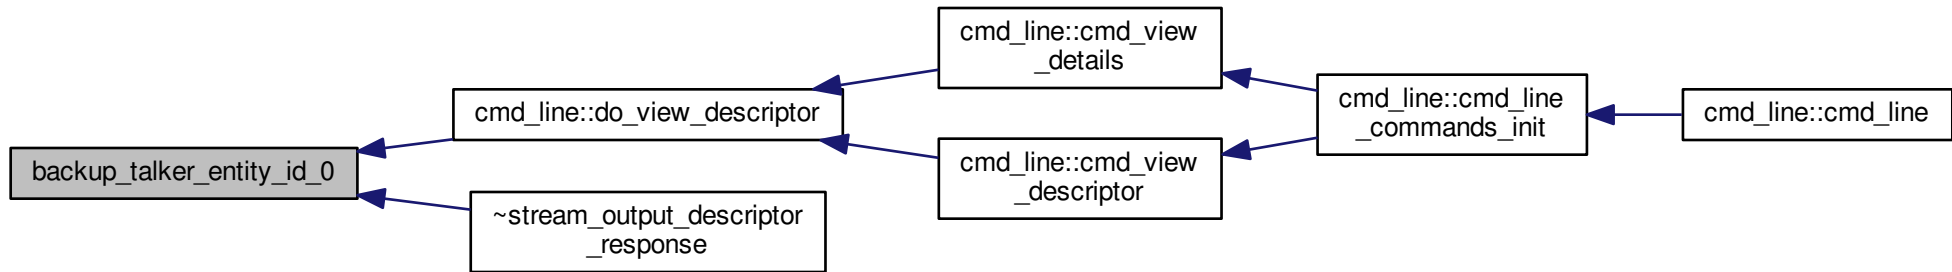 backup_talker_entity_id_0
cmd_line::do_view_descriptor
~stream_output_descriptor
_response
cmd_line::cmd_view
_details
cmd_line::cmd_view
_descriptor
cmd_line::cmd_line
_commands_init
cmd_line::cmd_line